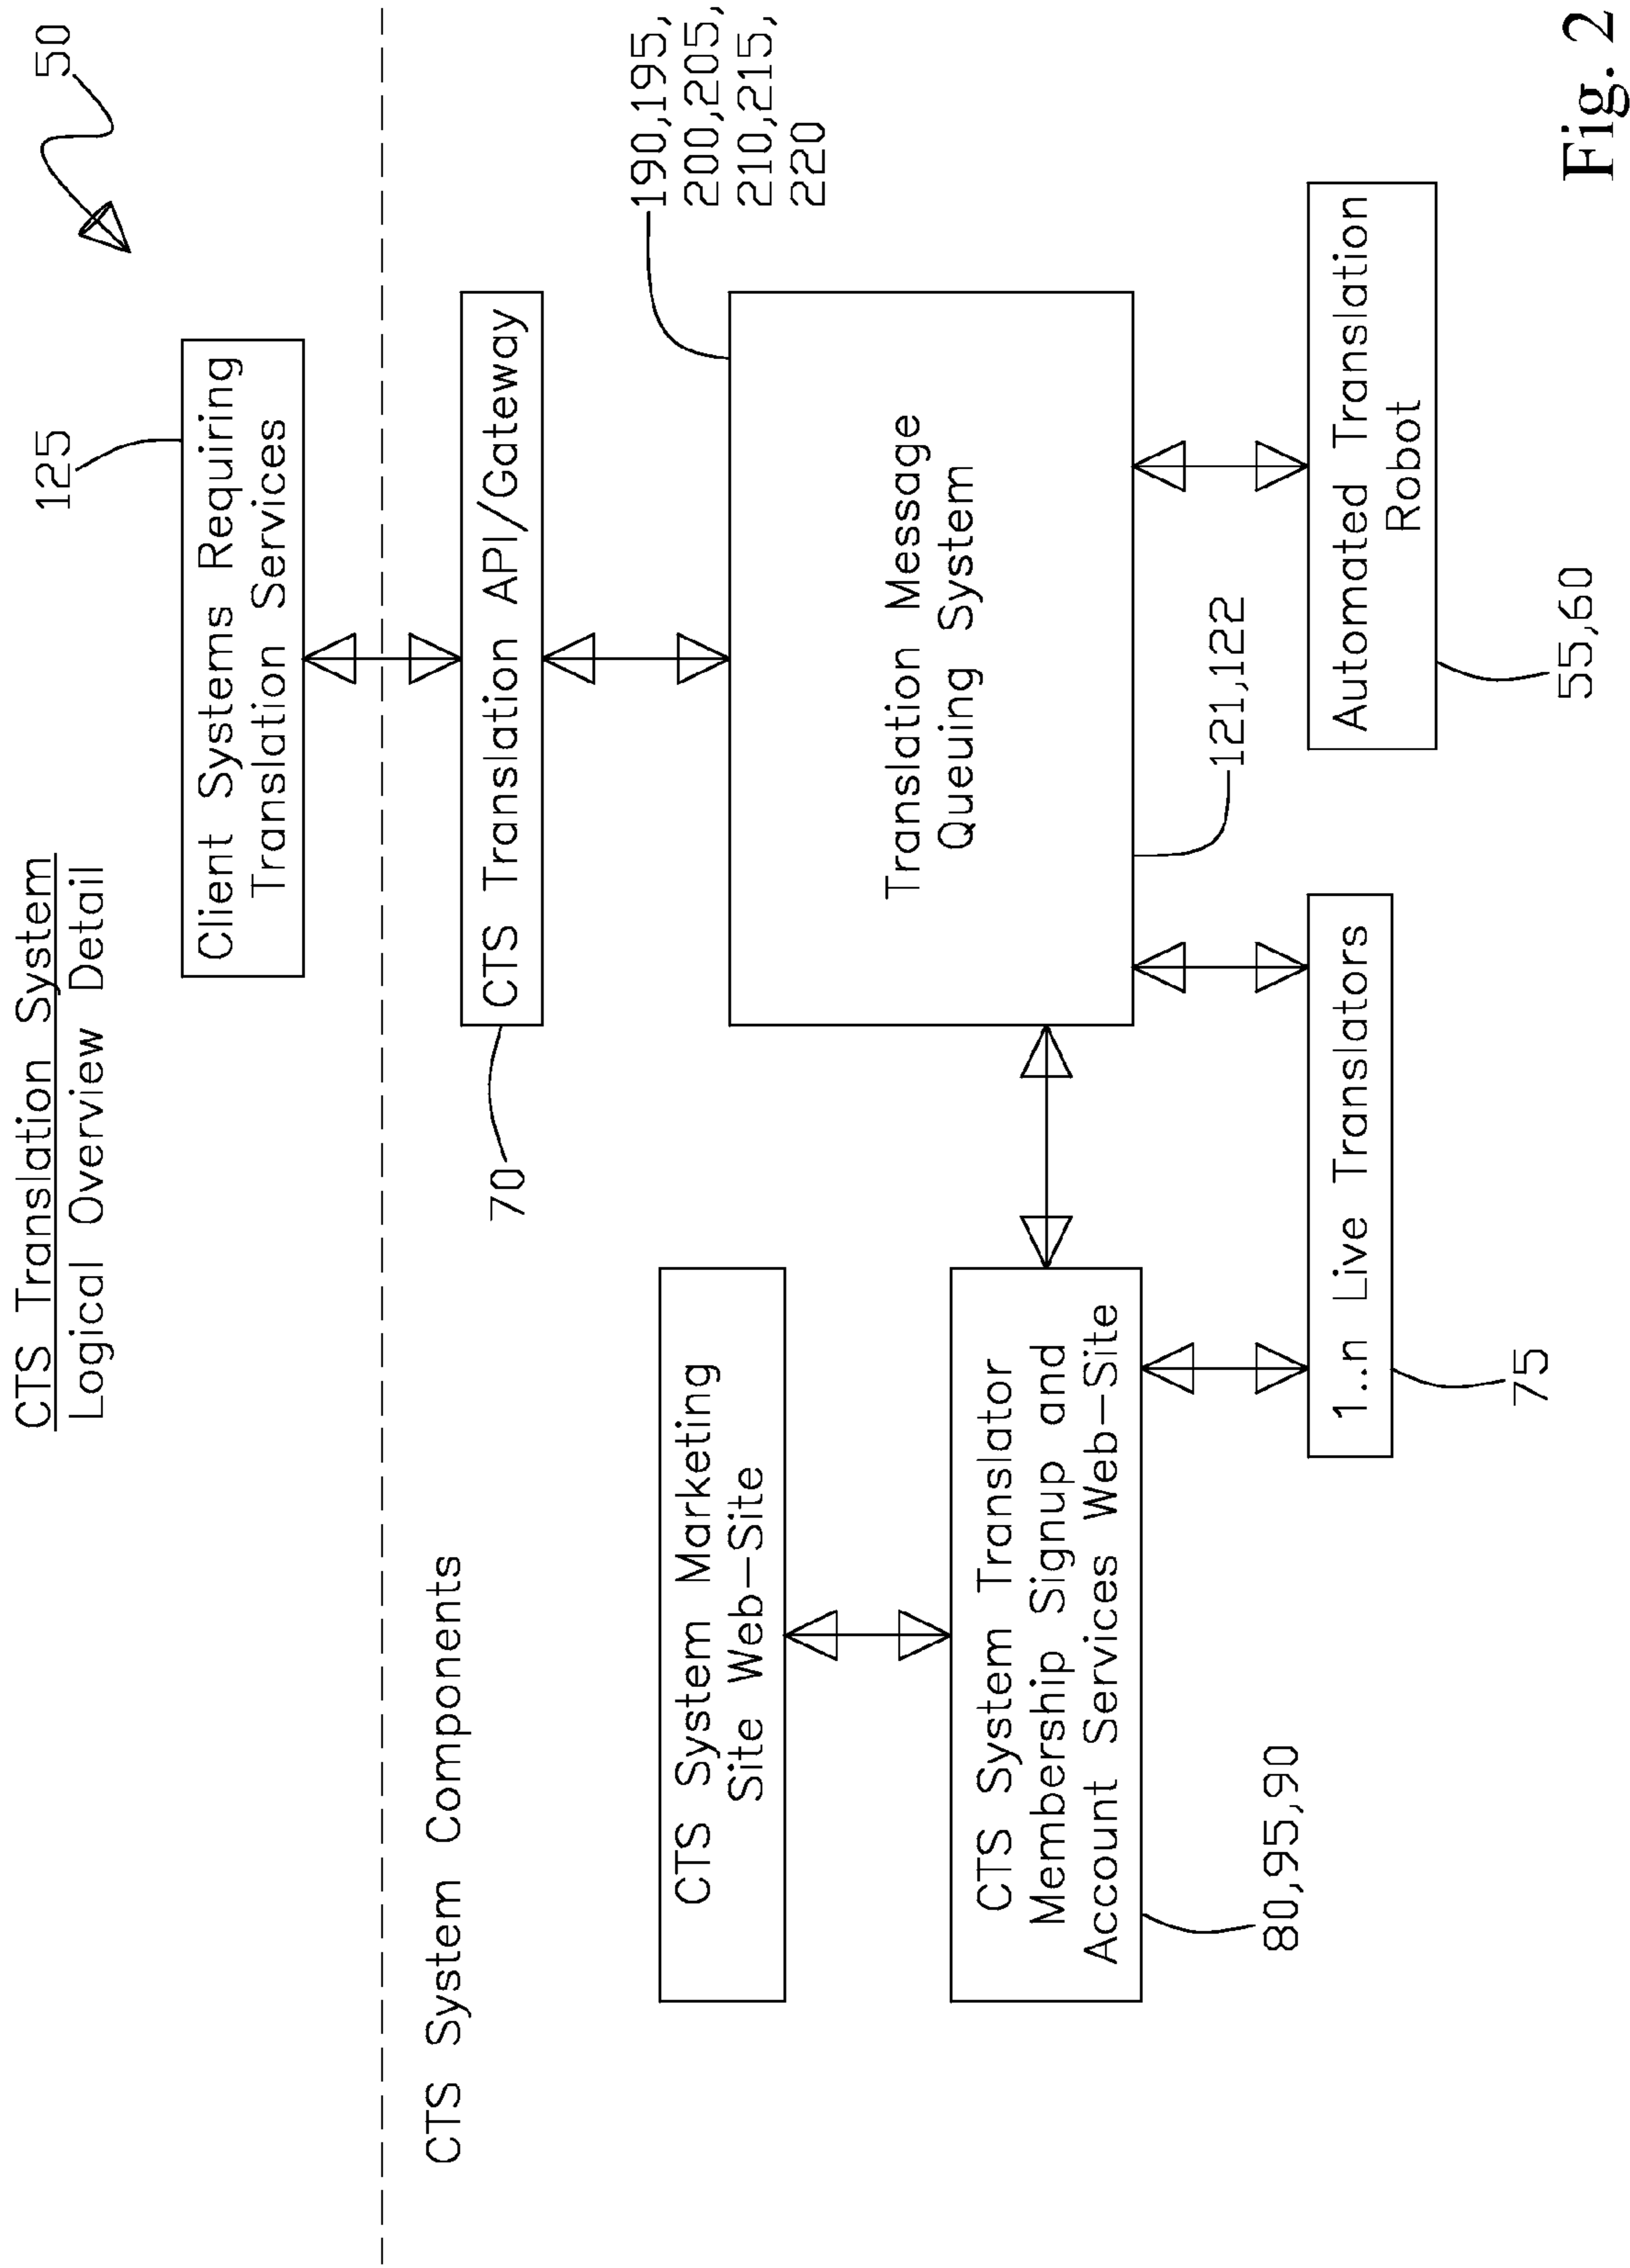 CTS Translation System
Logical Overview Detail
50
125
Client Systems Requiring
Translation Services
CTS System Components
70
CTS Translation API/Gateway
190,195,
200,205,
210,215,
220
CTS System Marketing
Site Web-Site
Translation Message
Queuing System
CTS System Translator
Membership Signup and
Account Services Web-Site
80,95,90
121,122
1...n Live Translators
75
Automated Translation
Robot
55,60
Fig. 2